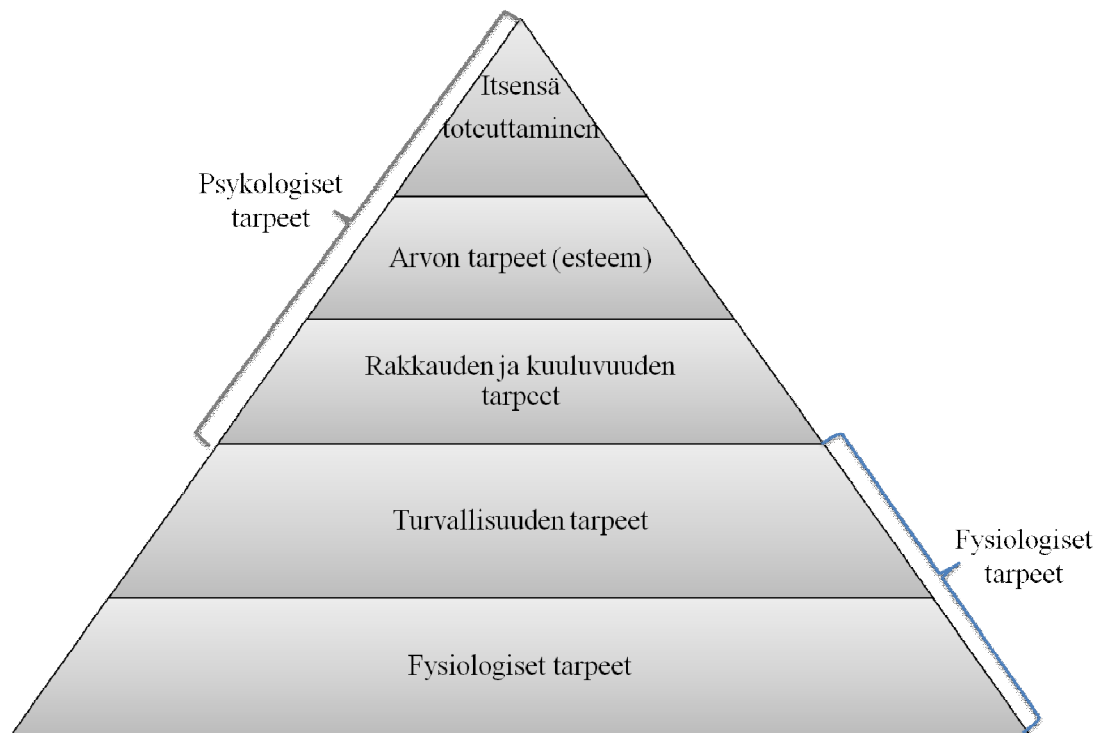 Itsensä
toteuttaminen
Psykologiset
tarpeet
Arvon tarpeet (esteem)
Rakkauden ja kuuluvuuden
tarpeet
Turvallisuuden tarpeet
Fysiologiset
tarpeet
Fysiologiset tarpeet